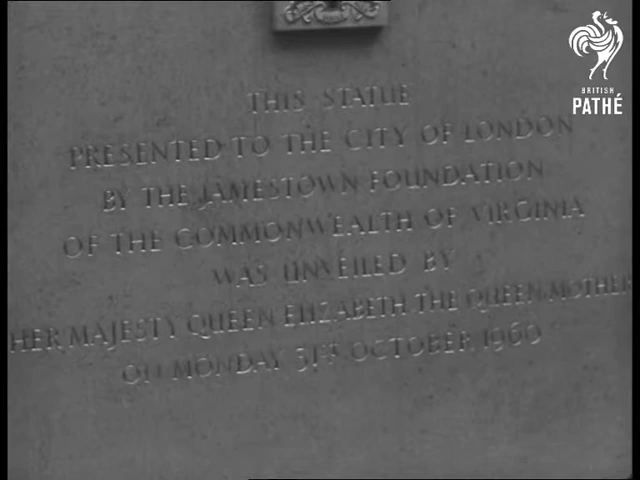 BRITISH
PATHÉ
THIS STATUE
PRESENTED TO THE CITY OF LONDON
BY THE JAMESTOWN FOUNDATION
OF THE COMMONWEALTH OF VIRGINIA
WAS UNVEILED BY
HER MAJESTY QUEEN ELIZABETH THE QUEEN MOTHER
ON MONDAY 31ST OCTOBER 1960